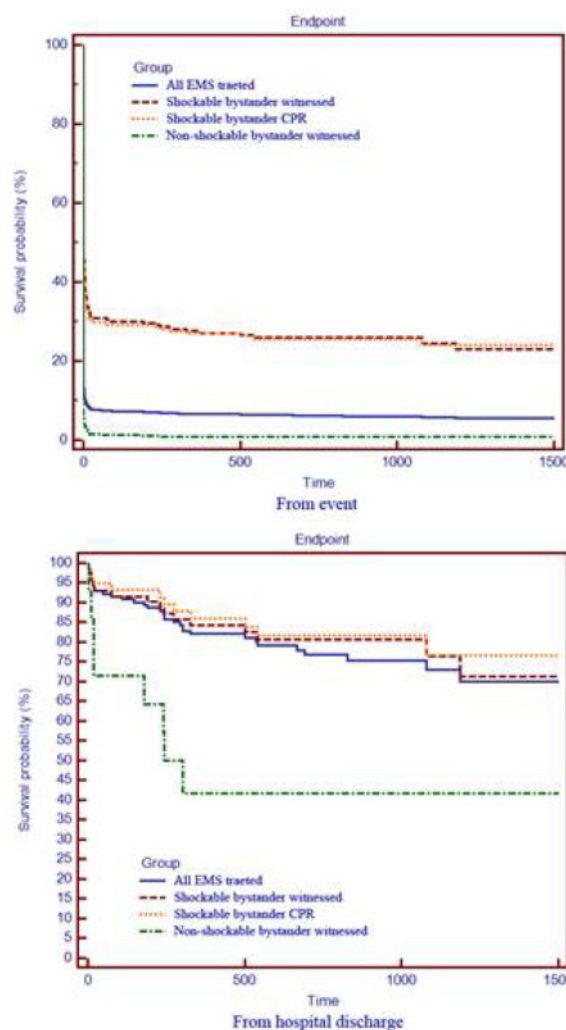 Endpoint
Group
All EMS traeted
Shockable bystander witnessed
Shockable bystander CPR
Non-shockable bystander witnessed
Survival probability (%)
100
80
60
40
20
0
0 500 1000 1500
Time
From event
Endpoint
Survival probability (%)
100
95
90
85
80
75
70
65
60
55
50
45
40
35
30
25
20
15
10
5
0
Group
All EMS traeted
Shockable bystander witnessed
Shockable bystander CPR
Non-shockable bystander witnessed
0 500 1000 1500
Time
From hospital discharge